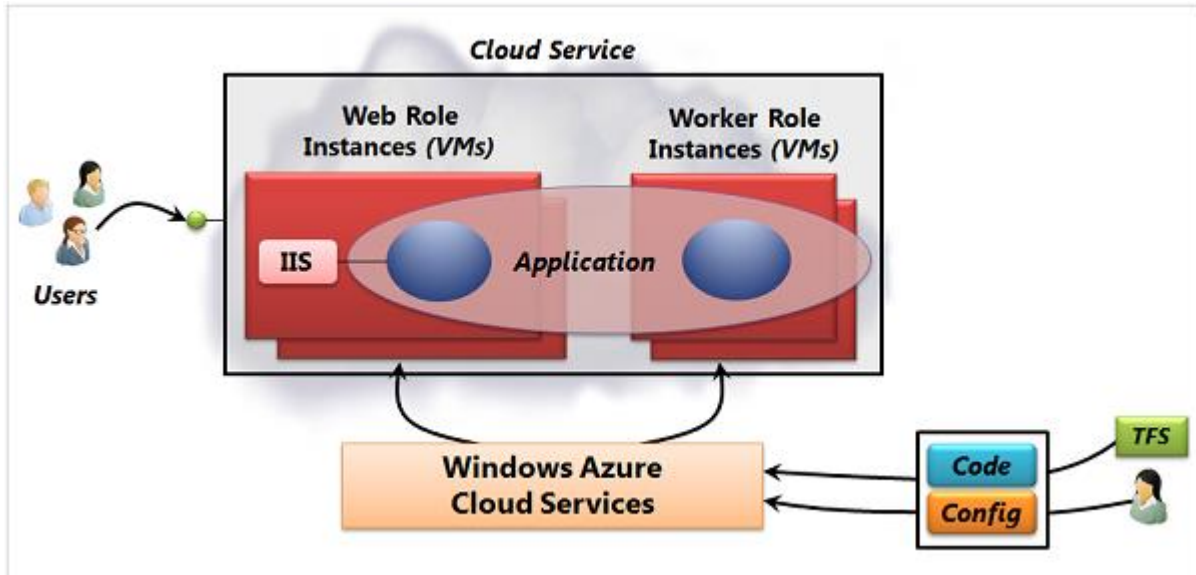 Cloud Service
Web Role
Instances (VMs)
Worker Role
Instances (VMs)
IIS
Application
Users
Windows Azure
Cloud Services
Code
Config
TFS